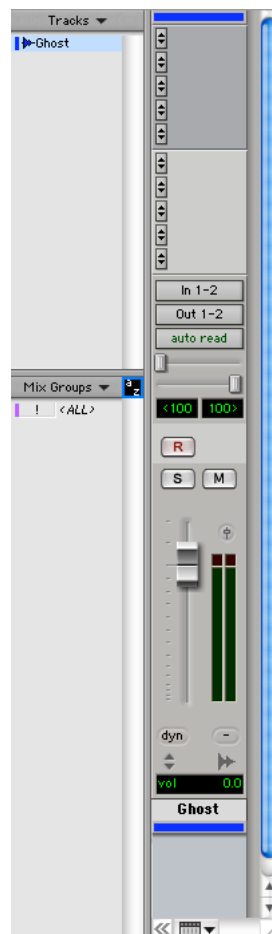 Tracks
Ghost
Mix Groups
a z
! <ALL>
In 1-2
Out 1-2
auto read
<100 100>
R
S M
dyn -
vol 0.0
Ghost